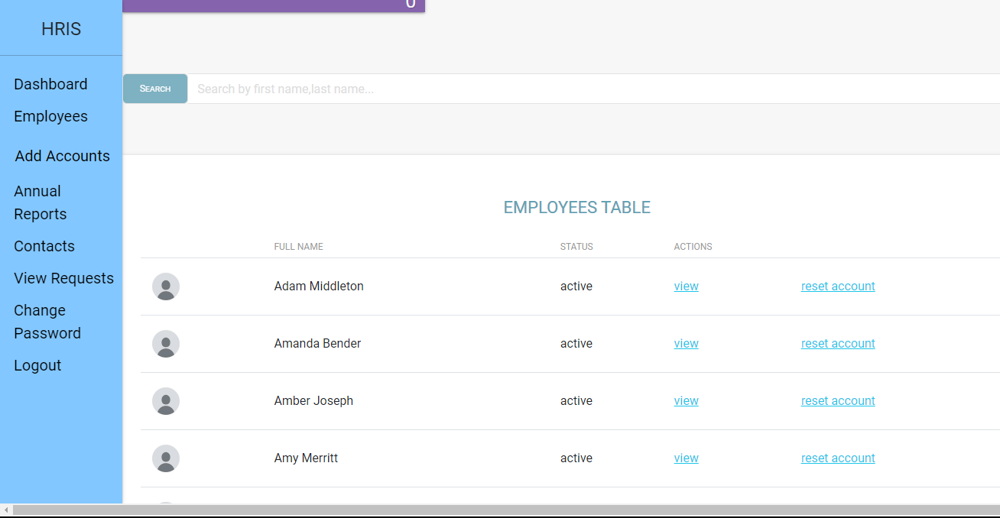 0
HRIS
Dashboard
Employees
Add Accounts
Annual
Reports
Contacts
View Requests
Change
Password
Logout
Search
Search by first name,last name...
EMPLOYEES TABLE
FULL NAME STATUS ACTIONS
Adam Middleton active view reset account
Amanda Bender active view reset account
Amber Joseph active view reset account
Amy Merritt active view reset account